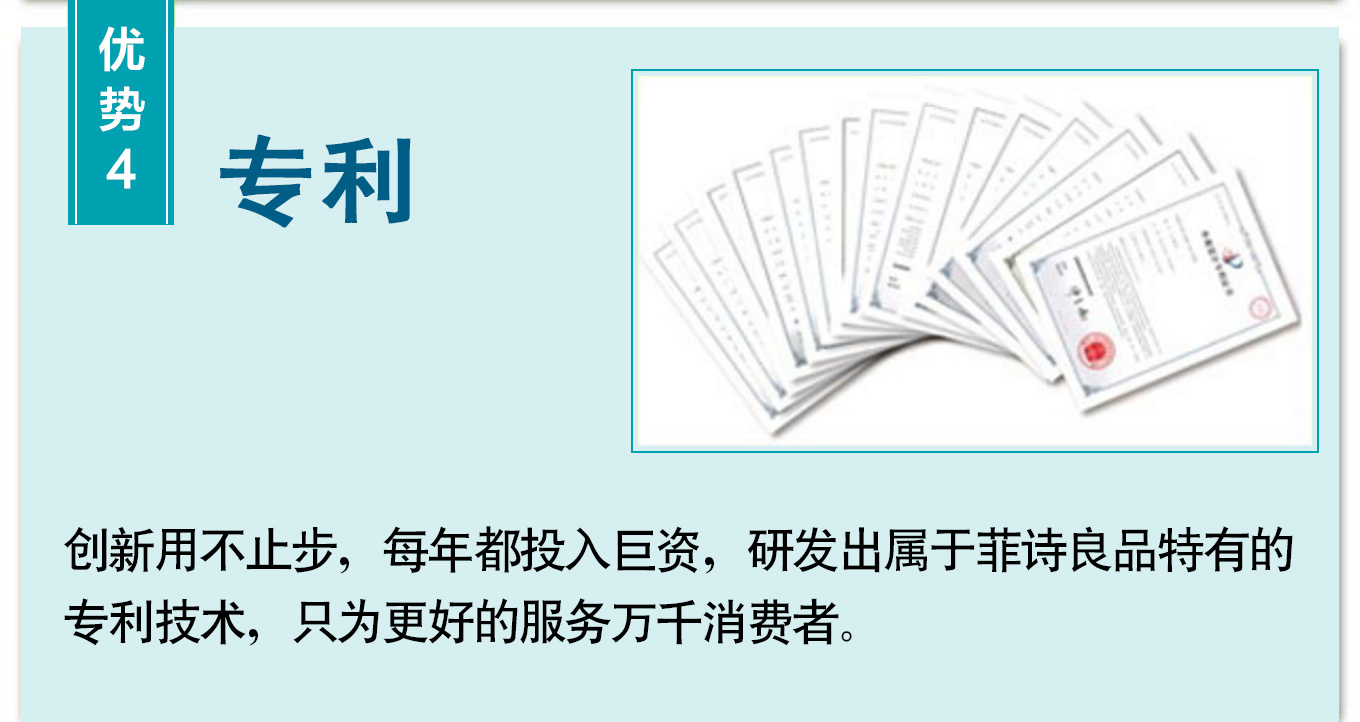 优势4
专利
创新用不止步，每年都投入巨资，研发出属于菲诗良品特有的
专利技术，只为更好的服务万千消费者。